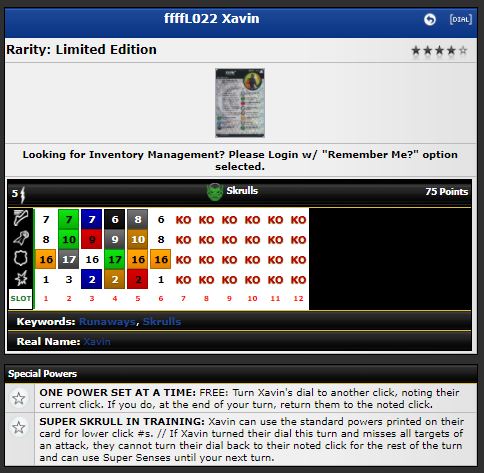 ffffL022 Xavin
[DIAL]
Rarity: Limited Edition
Looking for Inventory Management? Please Login w/ "Remember Me?" option
selected.
5 Skrulls 75 Points
7 7 7 6 8 6 KO KO KO KO KO KO
8 10 9 9 10 8 KO KO KO KO KO KO
16 17 16 17 16 16 KO KO KO KO KO KO
1 3 2 2 2 1 KO KO KO KO KO KO
SLOT 1 2 3 4 5 6 7 8 9 10 11 12
Keywords: Runaways, Skrulls
Real Name: Xavin
Special Powers
ONE POWER SET AT A TIME: FREE: Turn Xavin's dial to another click, noting their
current click. If you do, at the end of your turn, return them to the noted click.
SUPER SKRULL IN TRAINING: Xavin can use the standard powers printed on their
card for lower click #s. // If Xavin turned their dial this turn and misses all targets of
an attack, they cannot turn their dial back to their noted click for the rest of the turn
and can use Super Senses until your next turn.